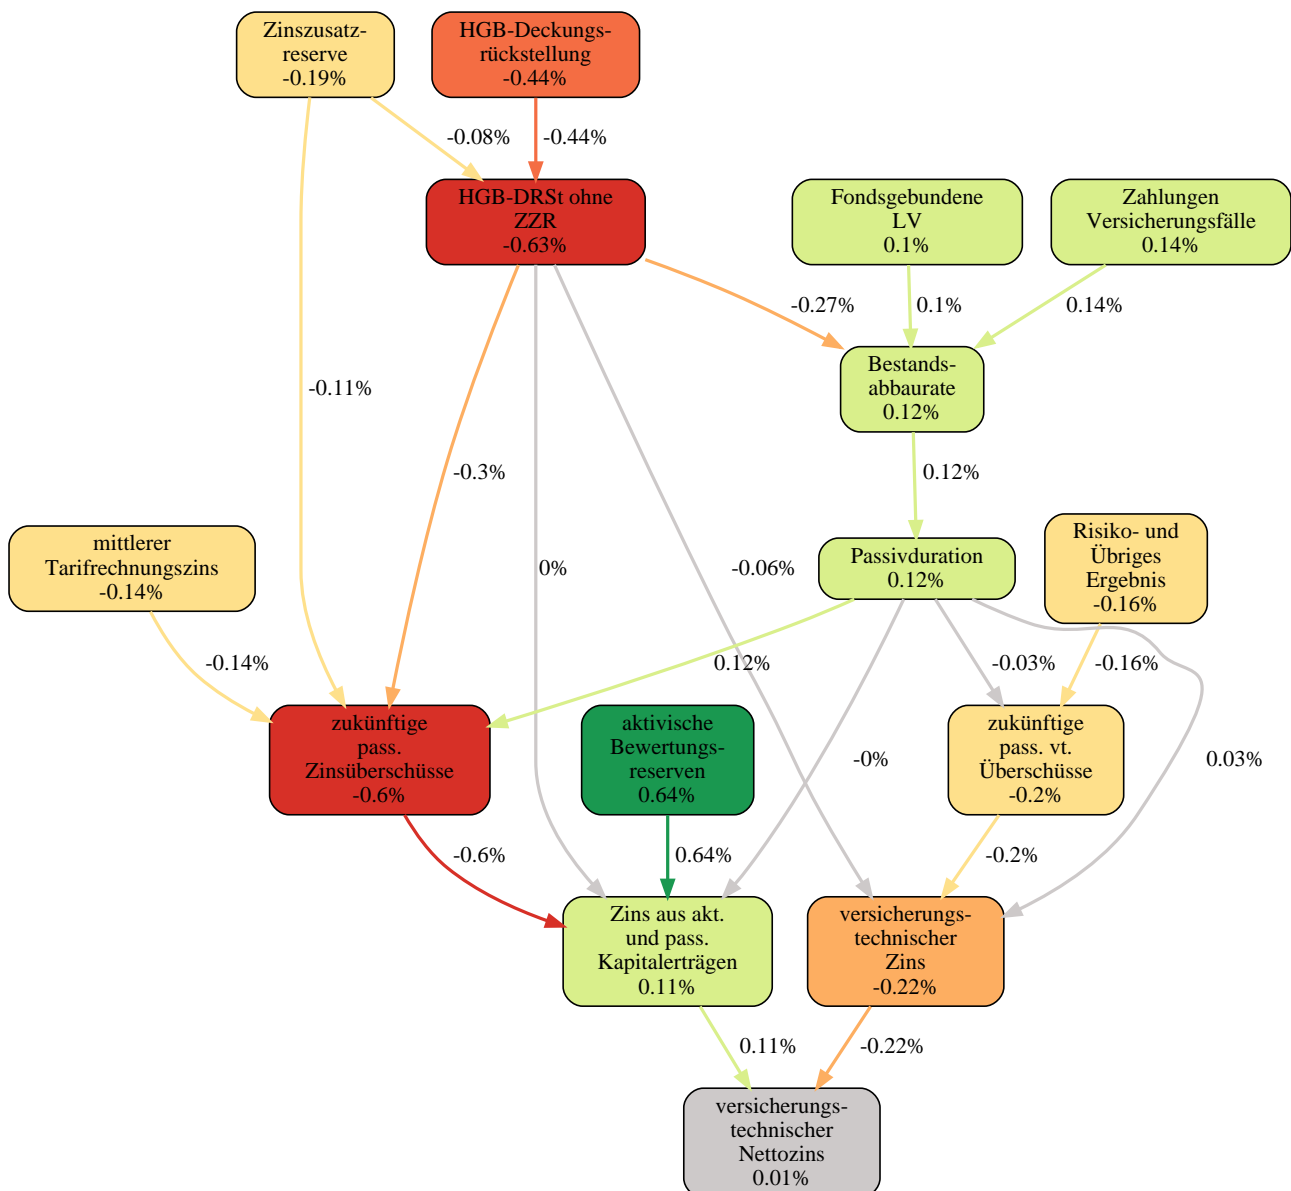 Zinszusatz-
reserve
-0.19%
HGB-Deckungs-
rückstellung
-0.44%
-0.08%
-0.44%
HGB-DRSt ohne
ZZR
-0.63%
Fondsgebundene
LV
0.1%
Zahlungen
Versicherungsfälle
0.14%
-0.27%
0.1%
0.14%
Bestands-
abbaurate
0.12%
-0.11%
-0.3%
0.12%
mittlerer
Tarifrechnungszins
-0.14%
0%
-0.06%
Passivduration
0.12%
Risiko- und
Übriges
Ergebnis
-0.16%
-0.14%
0.12%
-0.03%
-0.16%
zukünftige
pass.
Zinsüberschüsse
-0.6%
aktivische
Bewertungs-
reserven
0.64%
-0%
zukünftige
pass. vt.
Überschüsse
-0.2%
0.03%
-0.6%
0.64%
-0.2%
Zins aus akt.
und pass.
Kapitalerträgen
0.11%
versicherungs-
technischer
Zins
-0.22%
0.11%
-0.22%
versicherungs-
technischer
Nettozins
0.01%